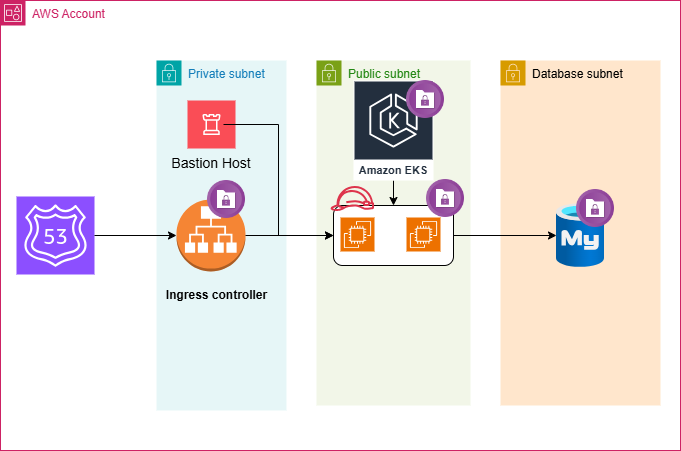 AWS Account
Private subnet
Public subnet
Database subnet
K
Bastion Host
Amazon EKS
53
My
Ingress controller